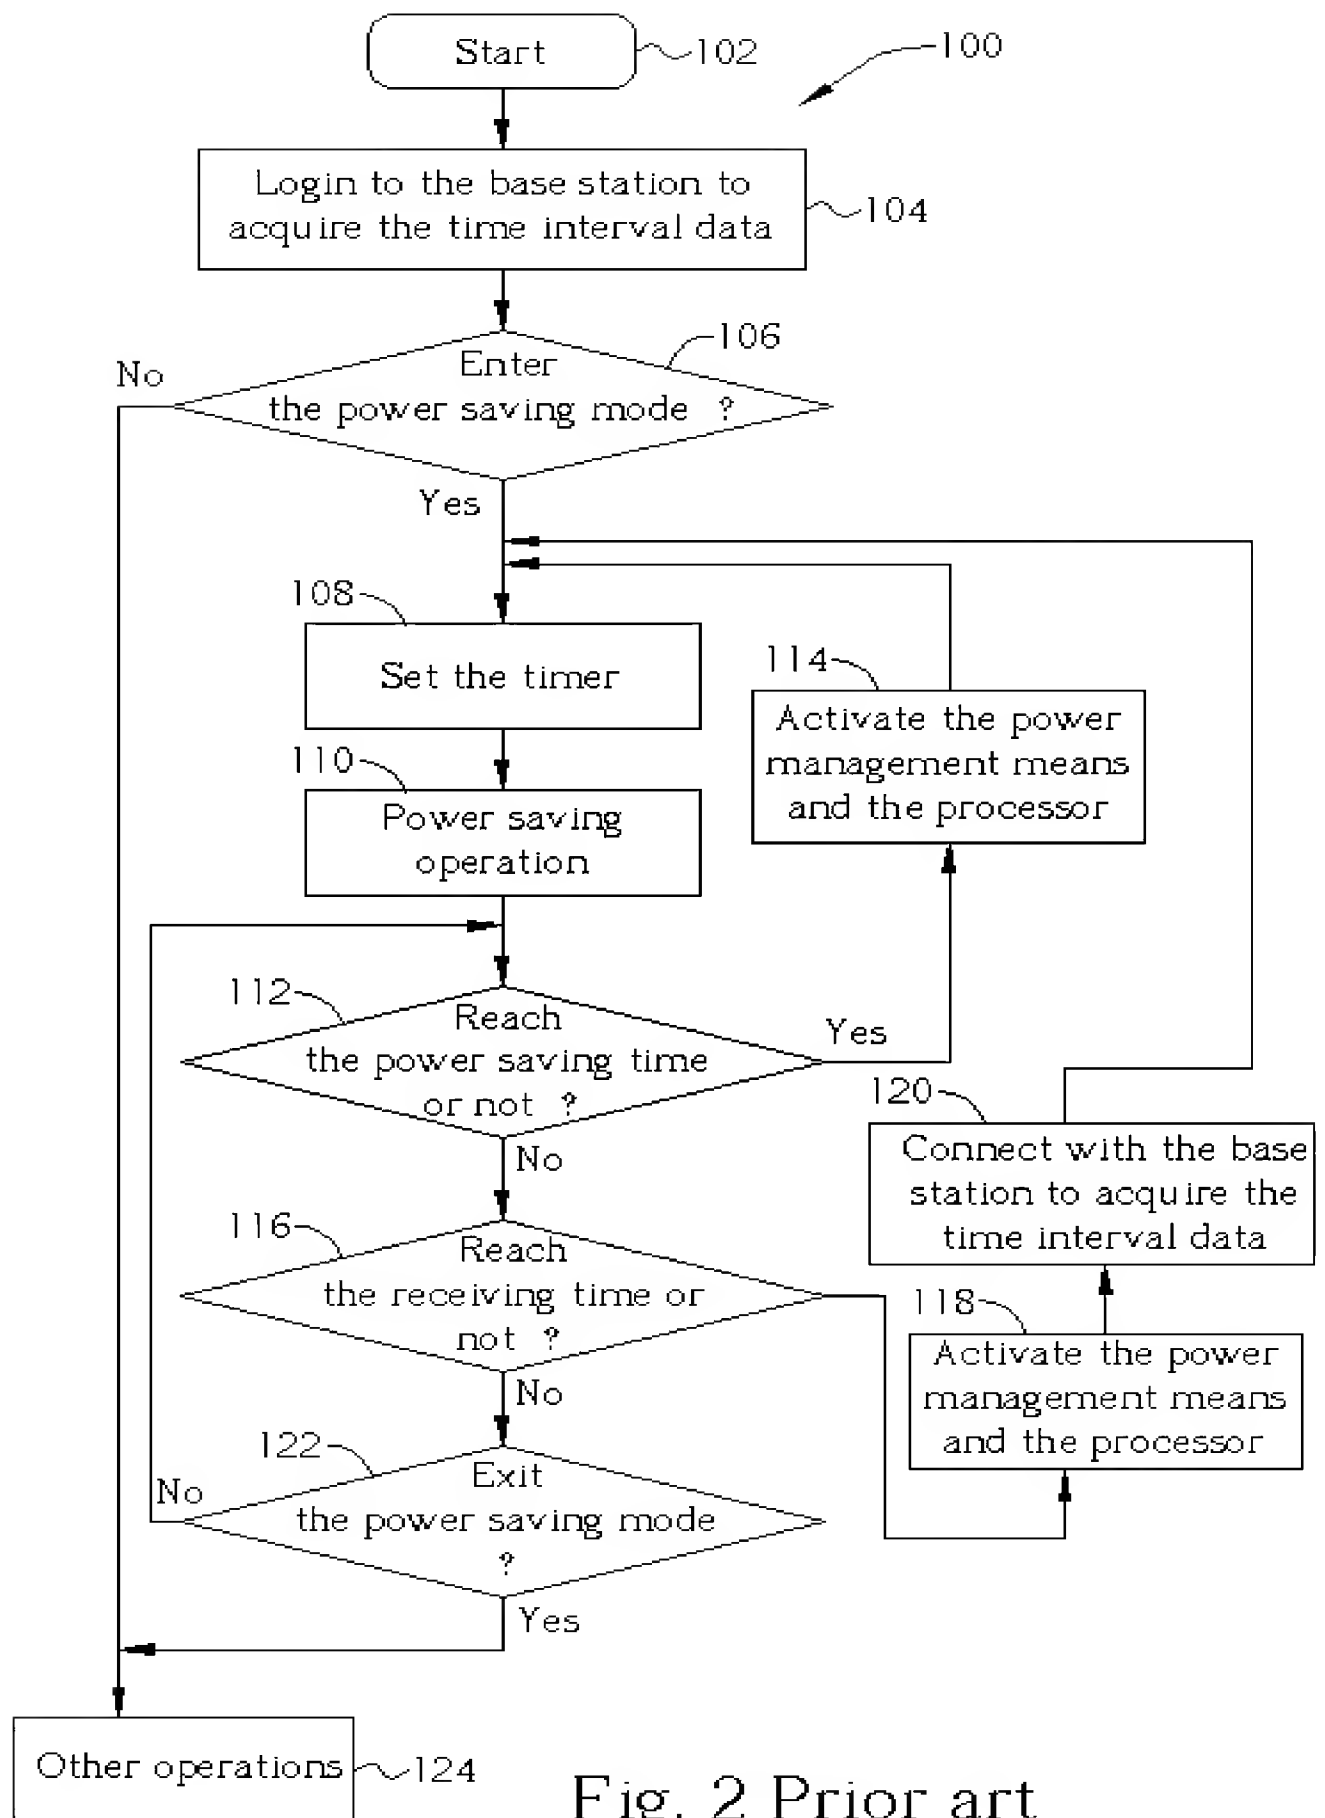 Start
102
100
Login to the base station to
acquire the time interval data
104
106
Enter
the power saving mode ?
No
Yes
108
Set the timer
114
Activate the power
management means
and the processor
110
Power saving
operation
112
Reach
the power saving time
or not ?
Yes
No
120
Connect with the base
station to acquire the
time interval data
116
Reach
the receiving time or
not ?
118
Activate the power
management means
and the processor
No
122
Exit
the power saving mode
?
No
Yes
Other operations
124
Fig. 2 Prior art